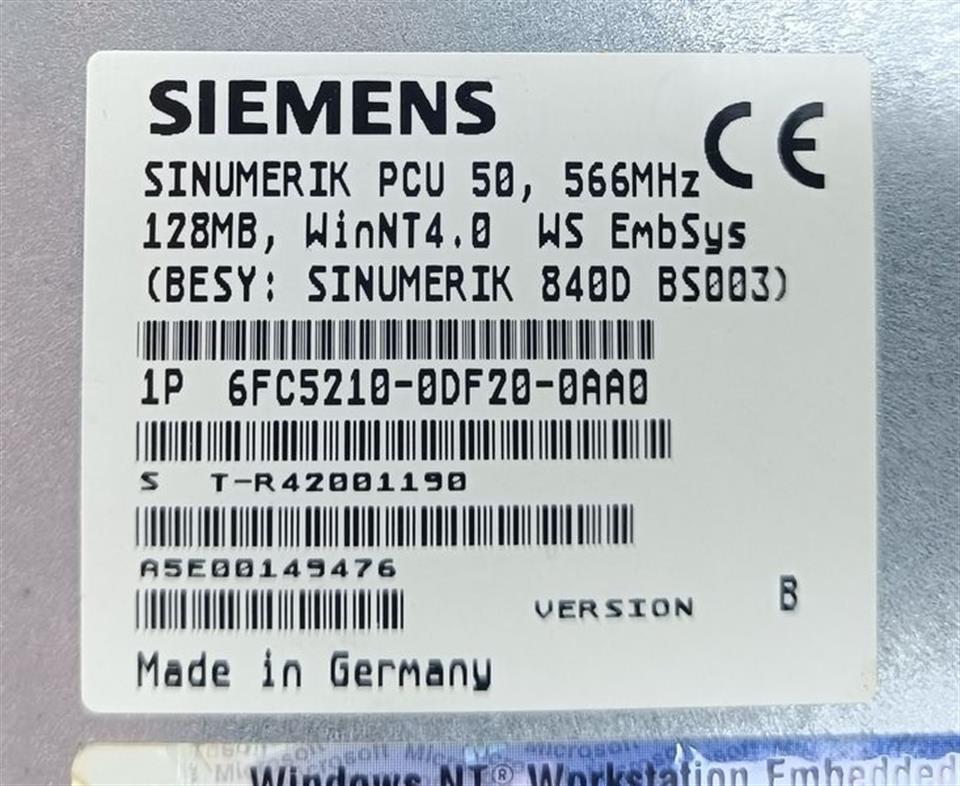 SIEMENS
CE
SINUMERIK PCU 50, 566MHz
128MB, WinNT4.0 WS EmbSys
(BESY: SINUMERIK 840D BS003)
1P 6FC5210-0DF20-0AA0
S T-R42001190
A5E00149476
VERSION B
Made in Germany
Microsoft
Windows NT® Workstation Embedded